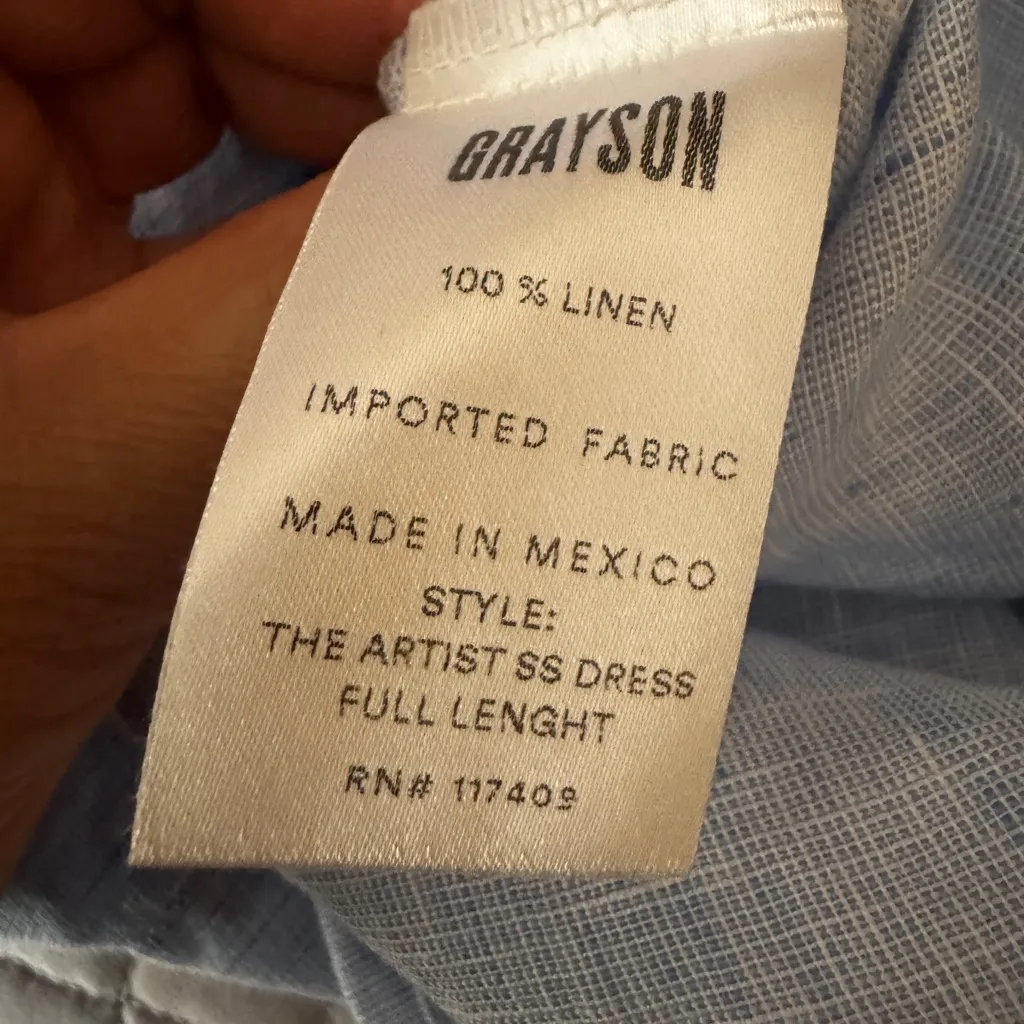 GRAYSON
100 % LINEN
IMPORTED FABRIC
MADE IN MEXICO
STYLE:
THE ARTIST SS DRESS
FULL LENGHT
RN# 117409